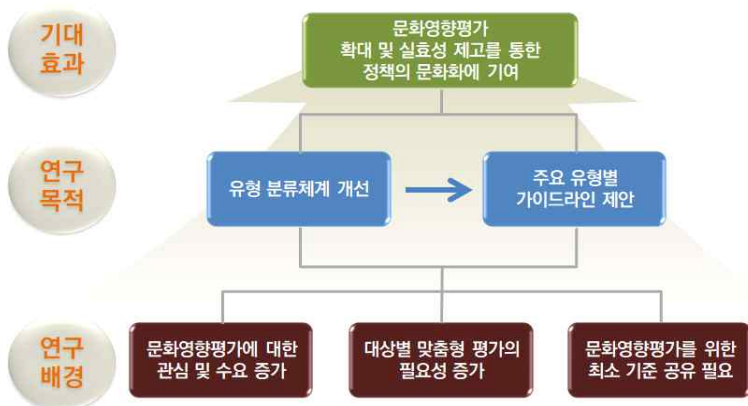 기대
효과
문화영향평가
확대 및 실효성 제고를 통한
정책의 문화화에 기여
연구
목적
유형 분류체계 개선
주요 유형별
가이드라인 제안
연구
배경
문화영향평가에 대한
관심 및 수요 증가
대상별 맞춤형 평가의
필요성 증가
문화영향평가를 위한
최소 기준 공유 필요